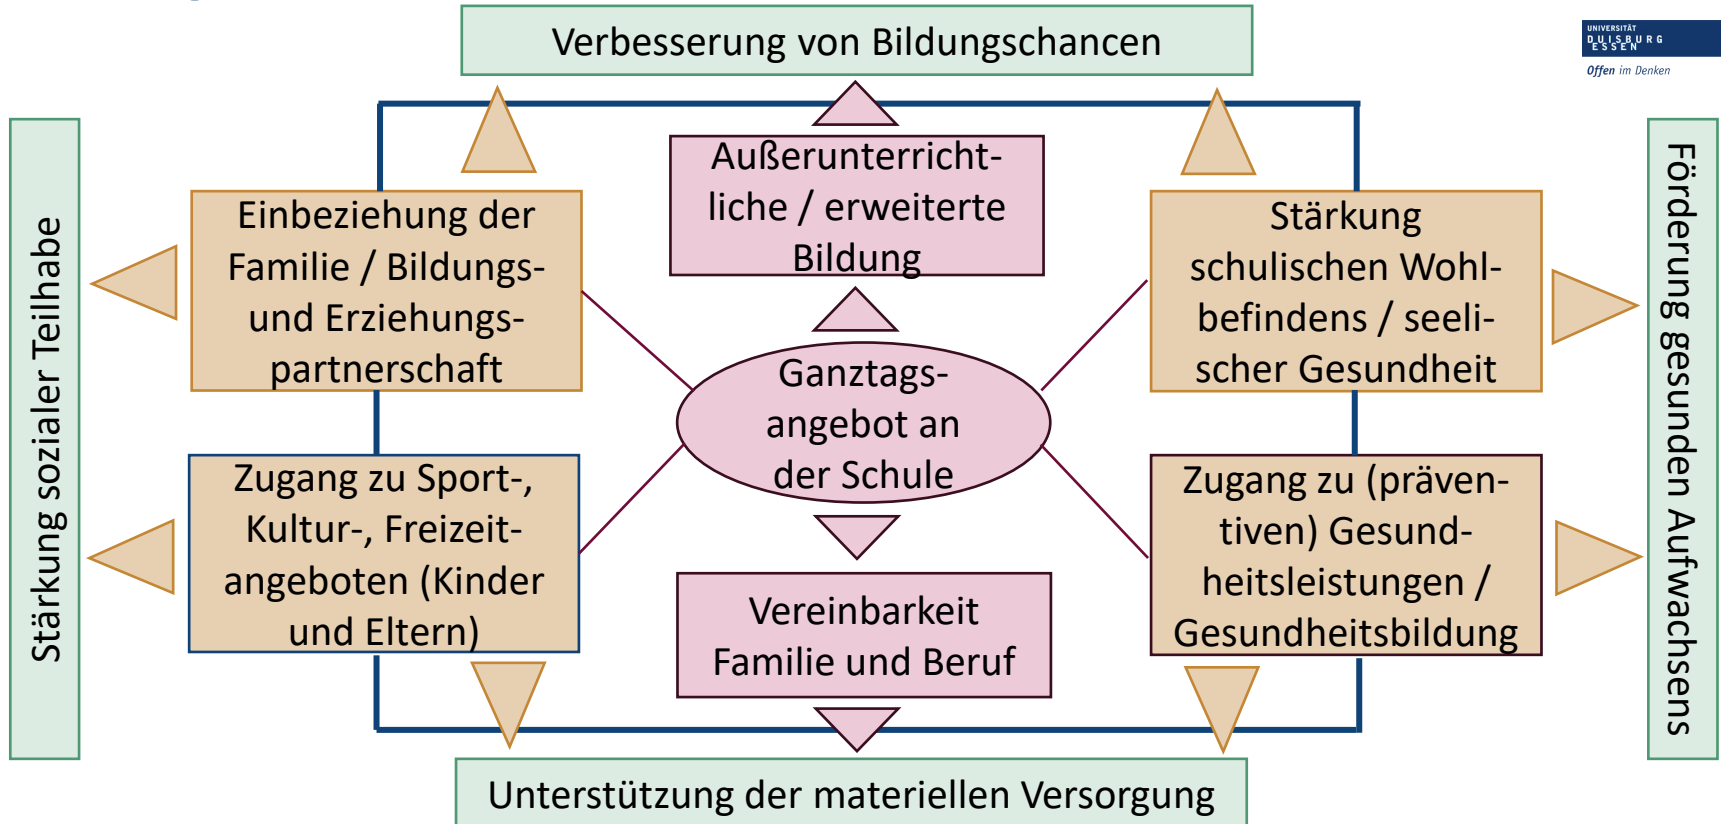 Verbesserung von Bildungschancen
UNIVERSITÄT
DUISBURG
ESSEN
Offen im Denken
Stärkung sozialer Teilhabe
Einbeziehung der
Familie / Bildungs-
und Erziehungs-
partnerschaft
Außerunterricht-
liche / erweiterte
Bildung
Stärkung
schulischen Wohl-
befindens / seeli-
scher Gesundheit
Förderung gesunden Aufwachsens
Ganztags-
angebot an
der Schule
Zugang zu Sport-,
Kultur-, Freizeit-
angeboten (Kinder
und Eltern)
Vereinbarkeit
Familie und Beruf
Zugang zu (präven-
tiven) Gesund-
heitsleistungen /
Gesundheitsbildung
Unterstützung der materiellen Versorgung